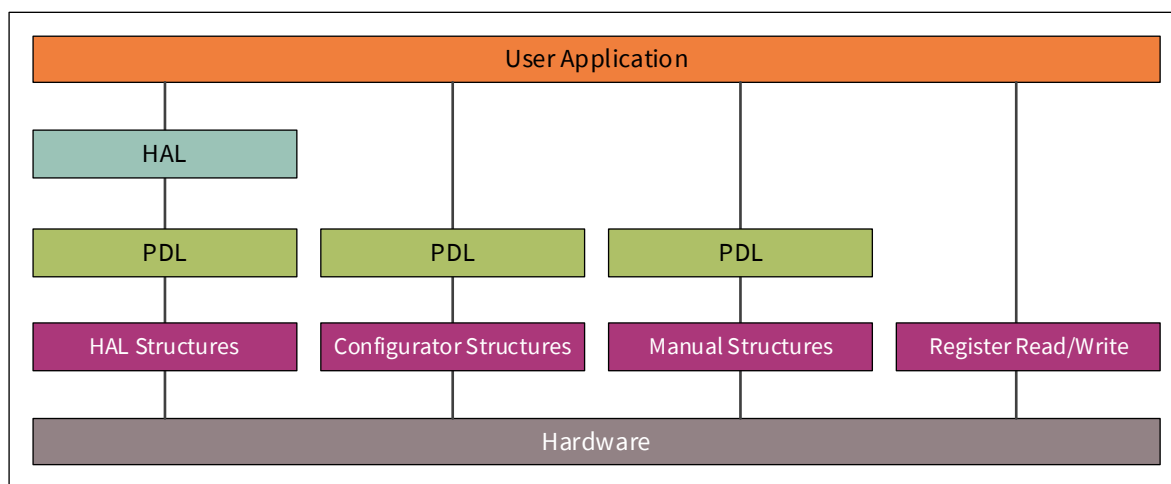 User Application
HAL
PDL
PDL
PDL
HAL Structures
Configurator Structures
Manual Structures
Register Read/Write
Hardware